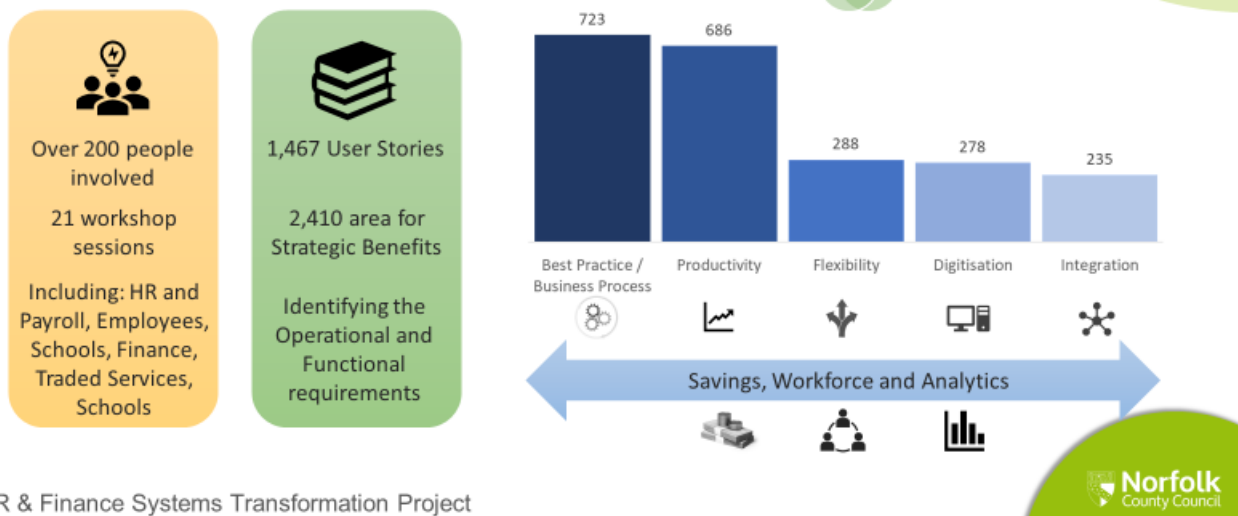 Over 200 people
involved
21 workshop
sessions
Including: HR and
Payroll, Employees,
Schools, Finance,
Traded Services,
Schools
1,467 User Stories
2,410 area for
Strategic Benefits
Identifying the
Operational and
Functional
requirements
723
686
288
278
235
Best Practice /
Business Process
Productivity
Flexibility
Digitisation
Integration
Savings, Workforce and Analytics
R & Finance Systems Transformation Project
Norfolk
County Council